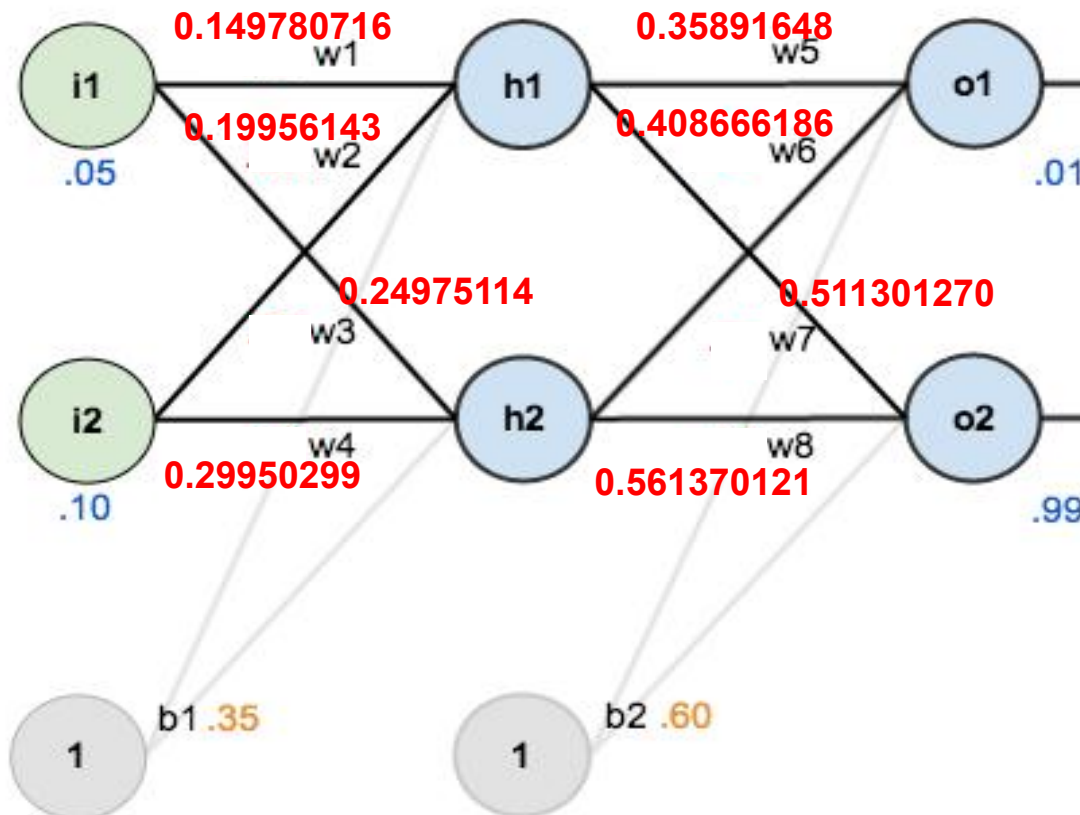 0.149780716 0.35891648
w1 w5
i1 h1 o1
0.19956143 0.408666186
w2 w6
.05 .01
0.24975114 0.511301270
w3 w7
i2 h2 o2
w4 w8
0.29950299 0.561370121
.10 .99
b1 .35 b2 .60
1 1